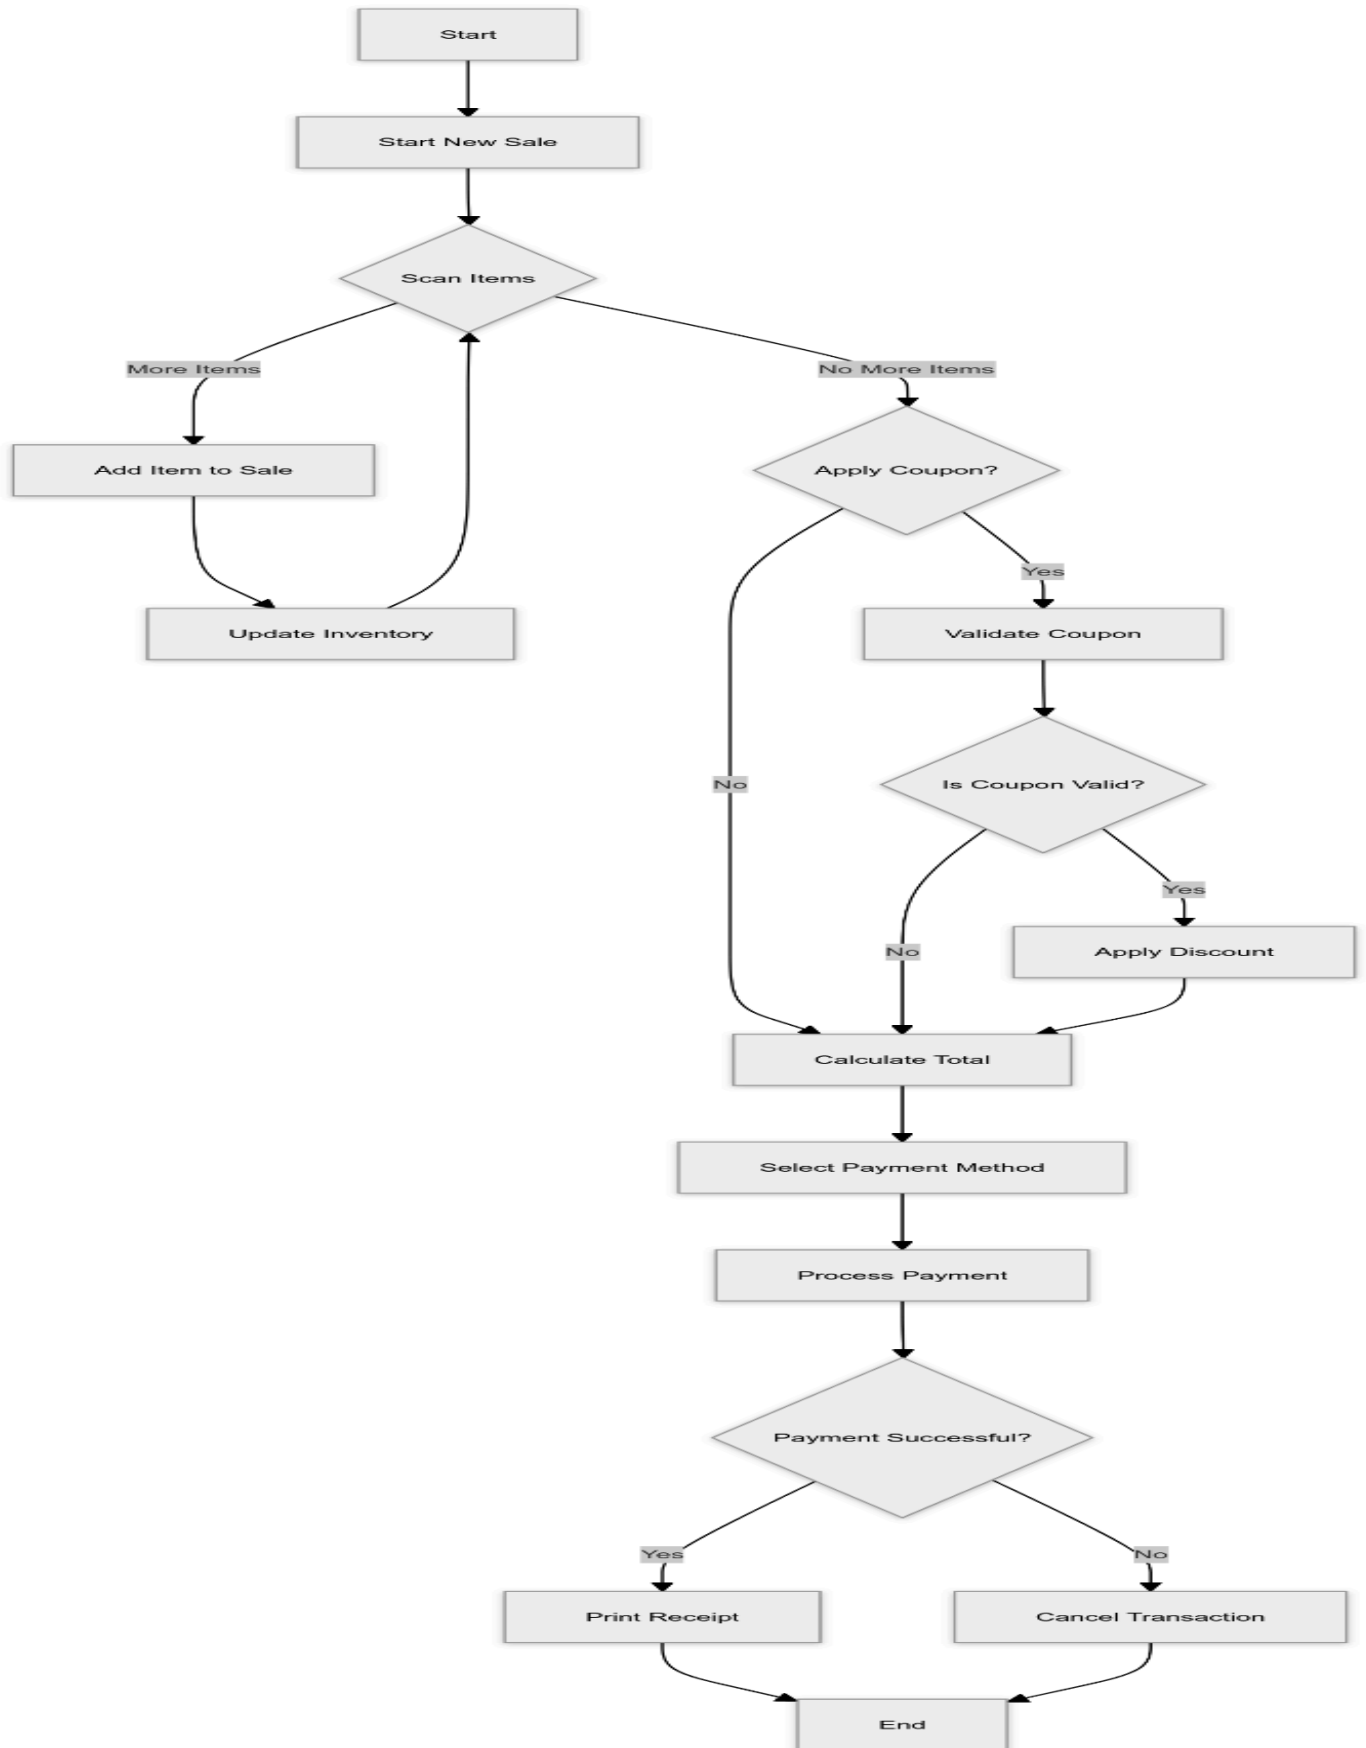 Start
Start New Sale
Scan Items
More Items
No More Items
Add Item to Sale
Apply Coupon?
Yes
Update Inventory
Validate Coupon
No
Is Coupon Valid?
Yes
No
Apply Discount
Calculate Total
Select Payment Method
Process Payment
Payment Successful?
Yes
No
Print Receipt
Cancel Transaction
End